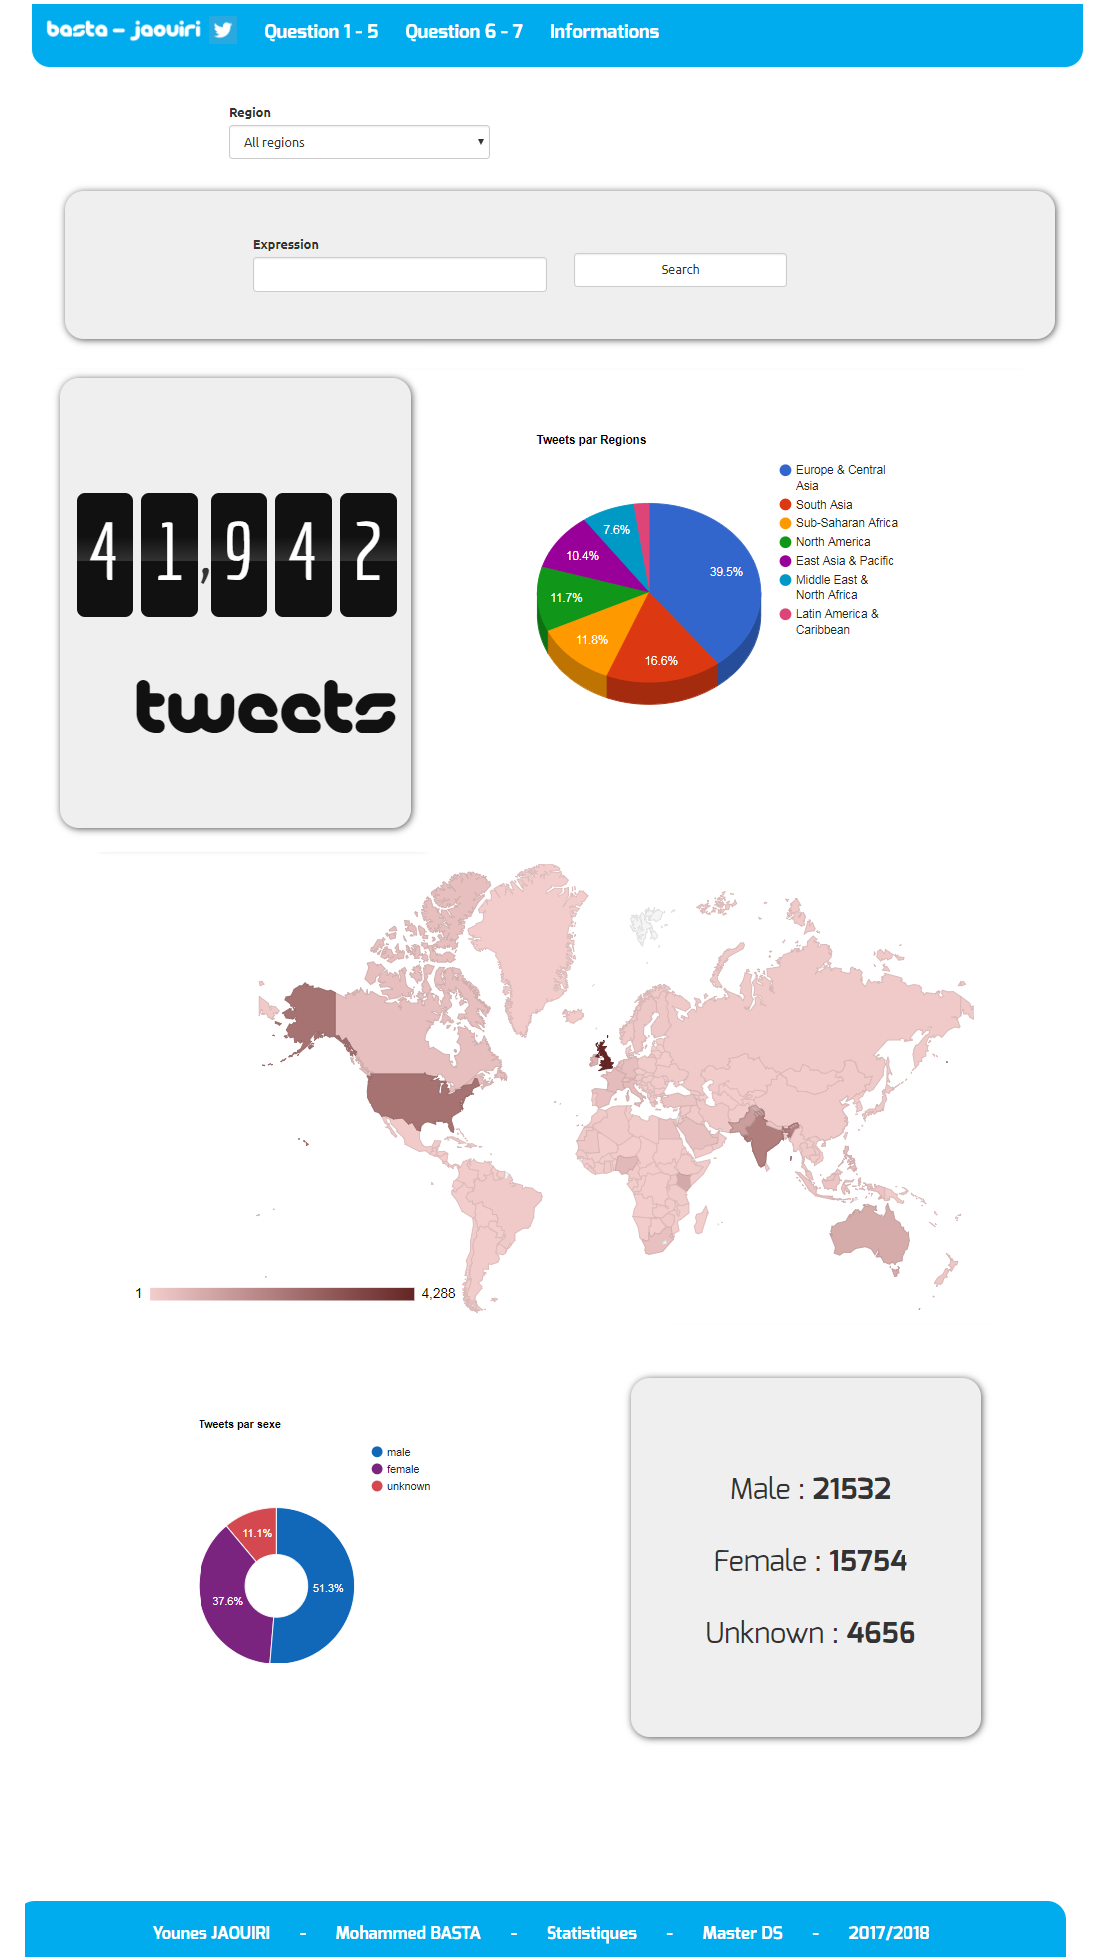 basta - jaouiri Question 1 - 5 Question 6 - 7 Informations
Region
All regions
Expression
Search
41,942
tweets
Tweets par Regions
Europe & Central
Asia
South Asia
Sub-Saharan Africa
North America
East Asia & Pacific
Middle East &
North Africa
Latin America &
Caribbean
7.6%
10.4%
39.5%
11.7%
11.8%
16.6%
1 4,288
Tweets par sexe
male
female
unknown
11.1%
51.3%
37.6%
Male : 21532
Female : 15754
Unknown : 4656
Younes JAOUIRI - Mohammed BASTA - Statistiques - Master DS - 2017/2018